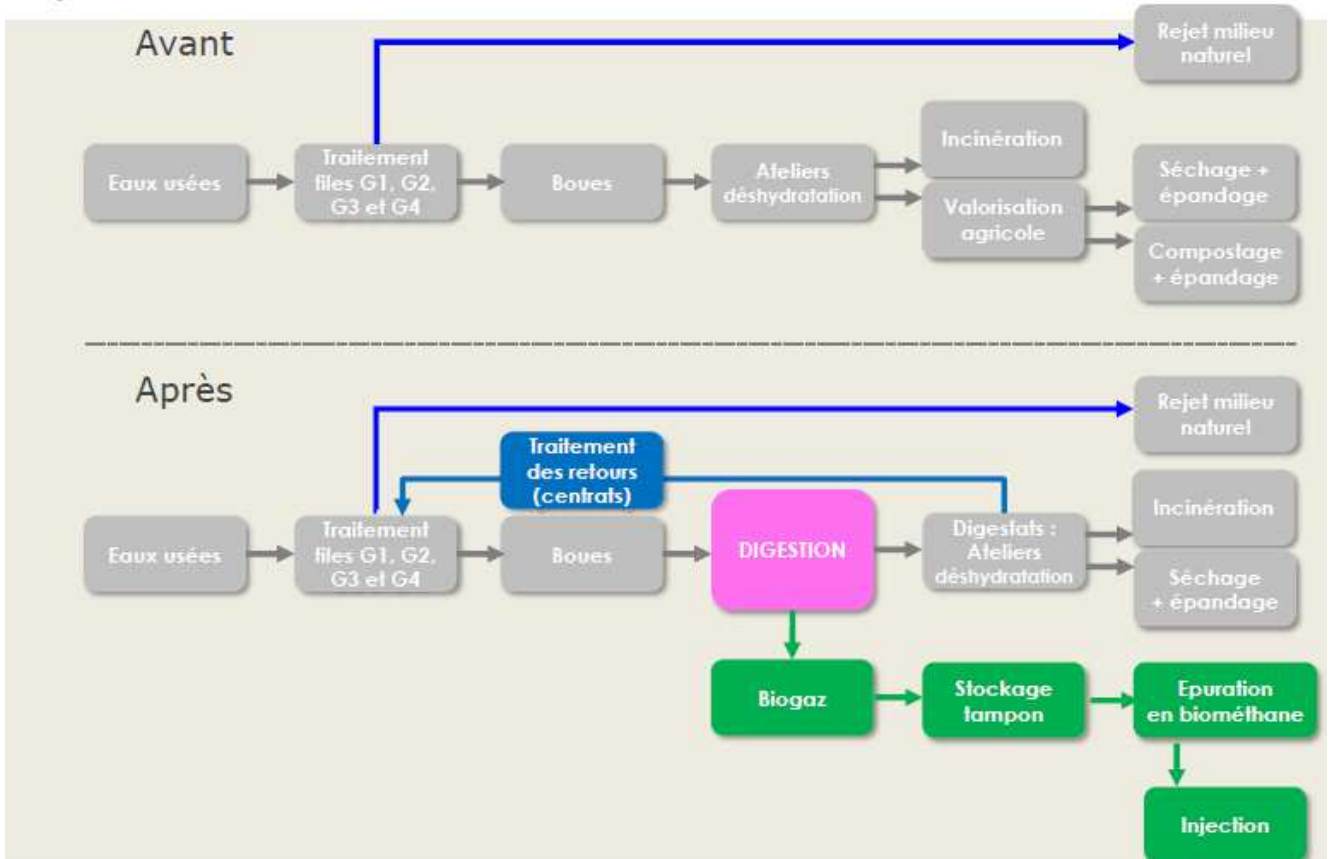 Avant
Rejet milieu
naturel
Eaux usées
Traitement
files G1, G2,
G3 et G4
Boues
Ateliers
déshydratation
Incinération
Valorisation
agricole
Séchage +
épandage
Compostage
+ épandage
Après
Rejet milieu
naturel
Traitement
des retours
(centrats)
Eaux usées
Traitement
files G1, G2,
G3 et G4
Boues
DIGESTION
Digestats :
Ateliers
déshydratation
Incinération
Séchage
+ épandage
Biogaz
Stockage
tampon
Epuration
en biométhane
Injection